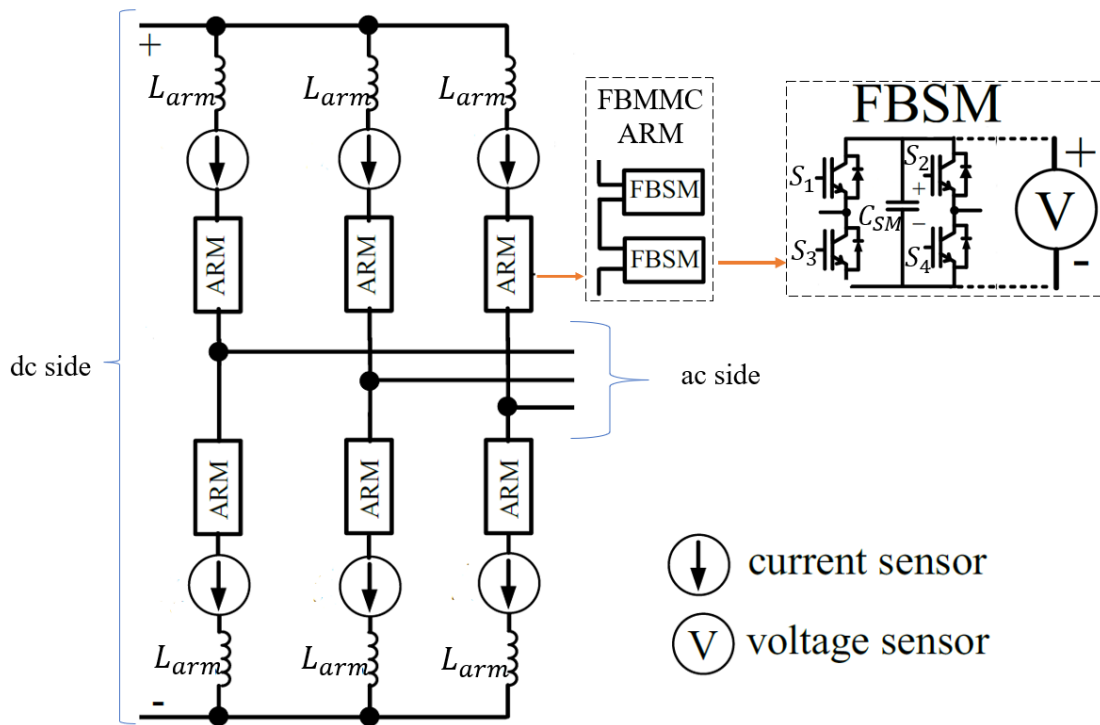 +
L_arm L_arm L_arm
FBMMC
ARM
FBSM
FBSM
FBSM
S_1
S_2
+
C_SM
−
S_3
S_4
V
+
-
ARM ARM ARM
dc side
ac side
ARM ARM ARM
current sensor
V voltage sensor
L_arm L_arm L_arm
-